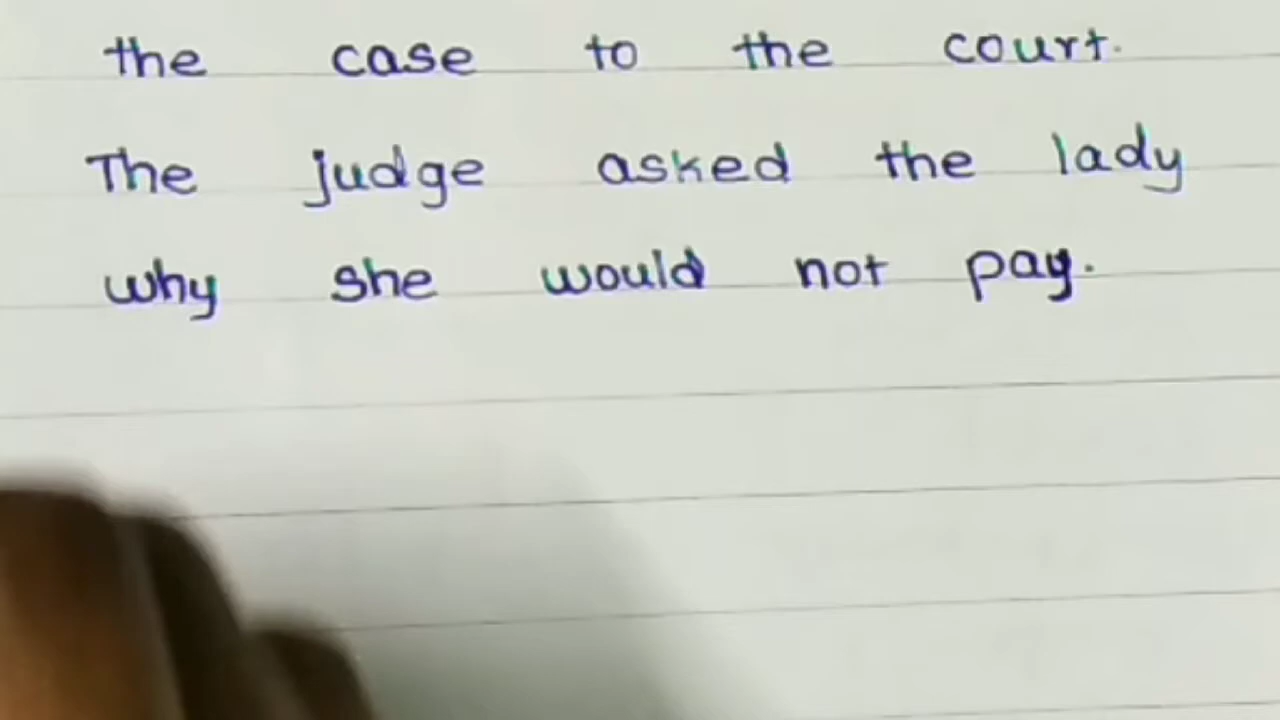 the case to the court.
The judge asked the lady
why she would not pay.